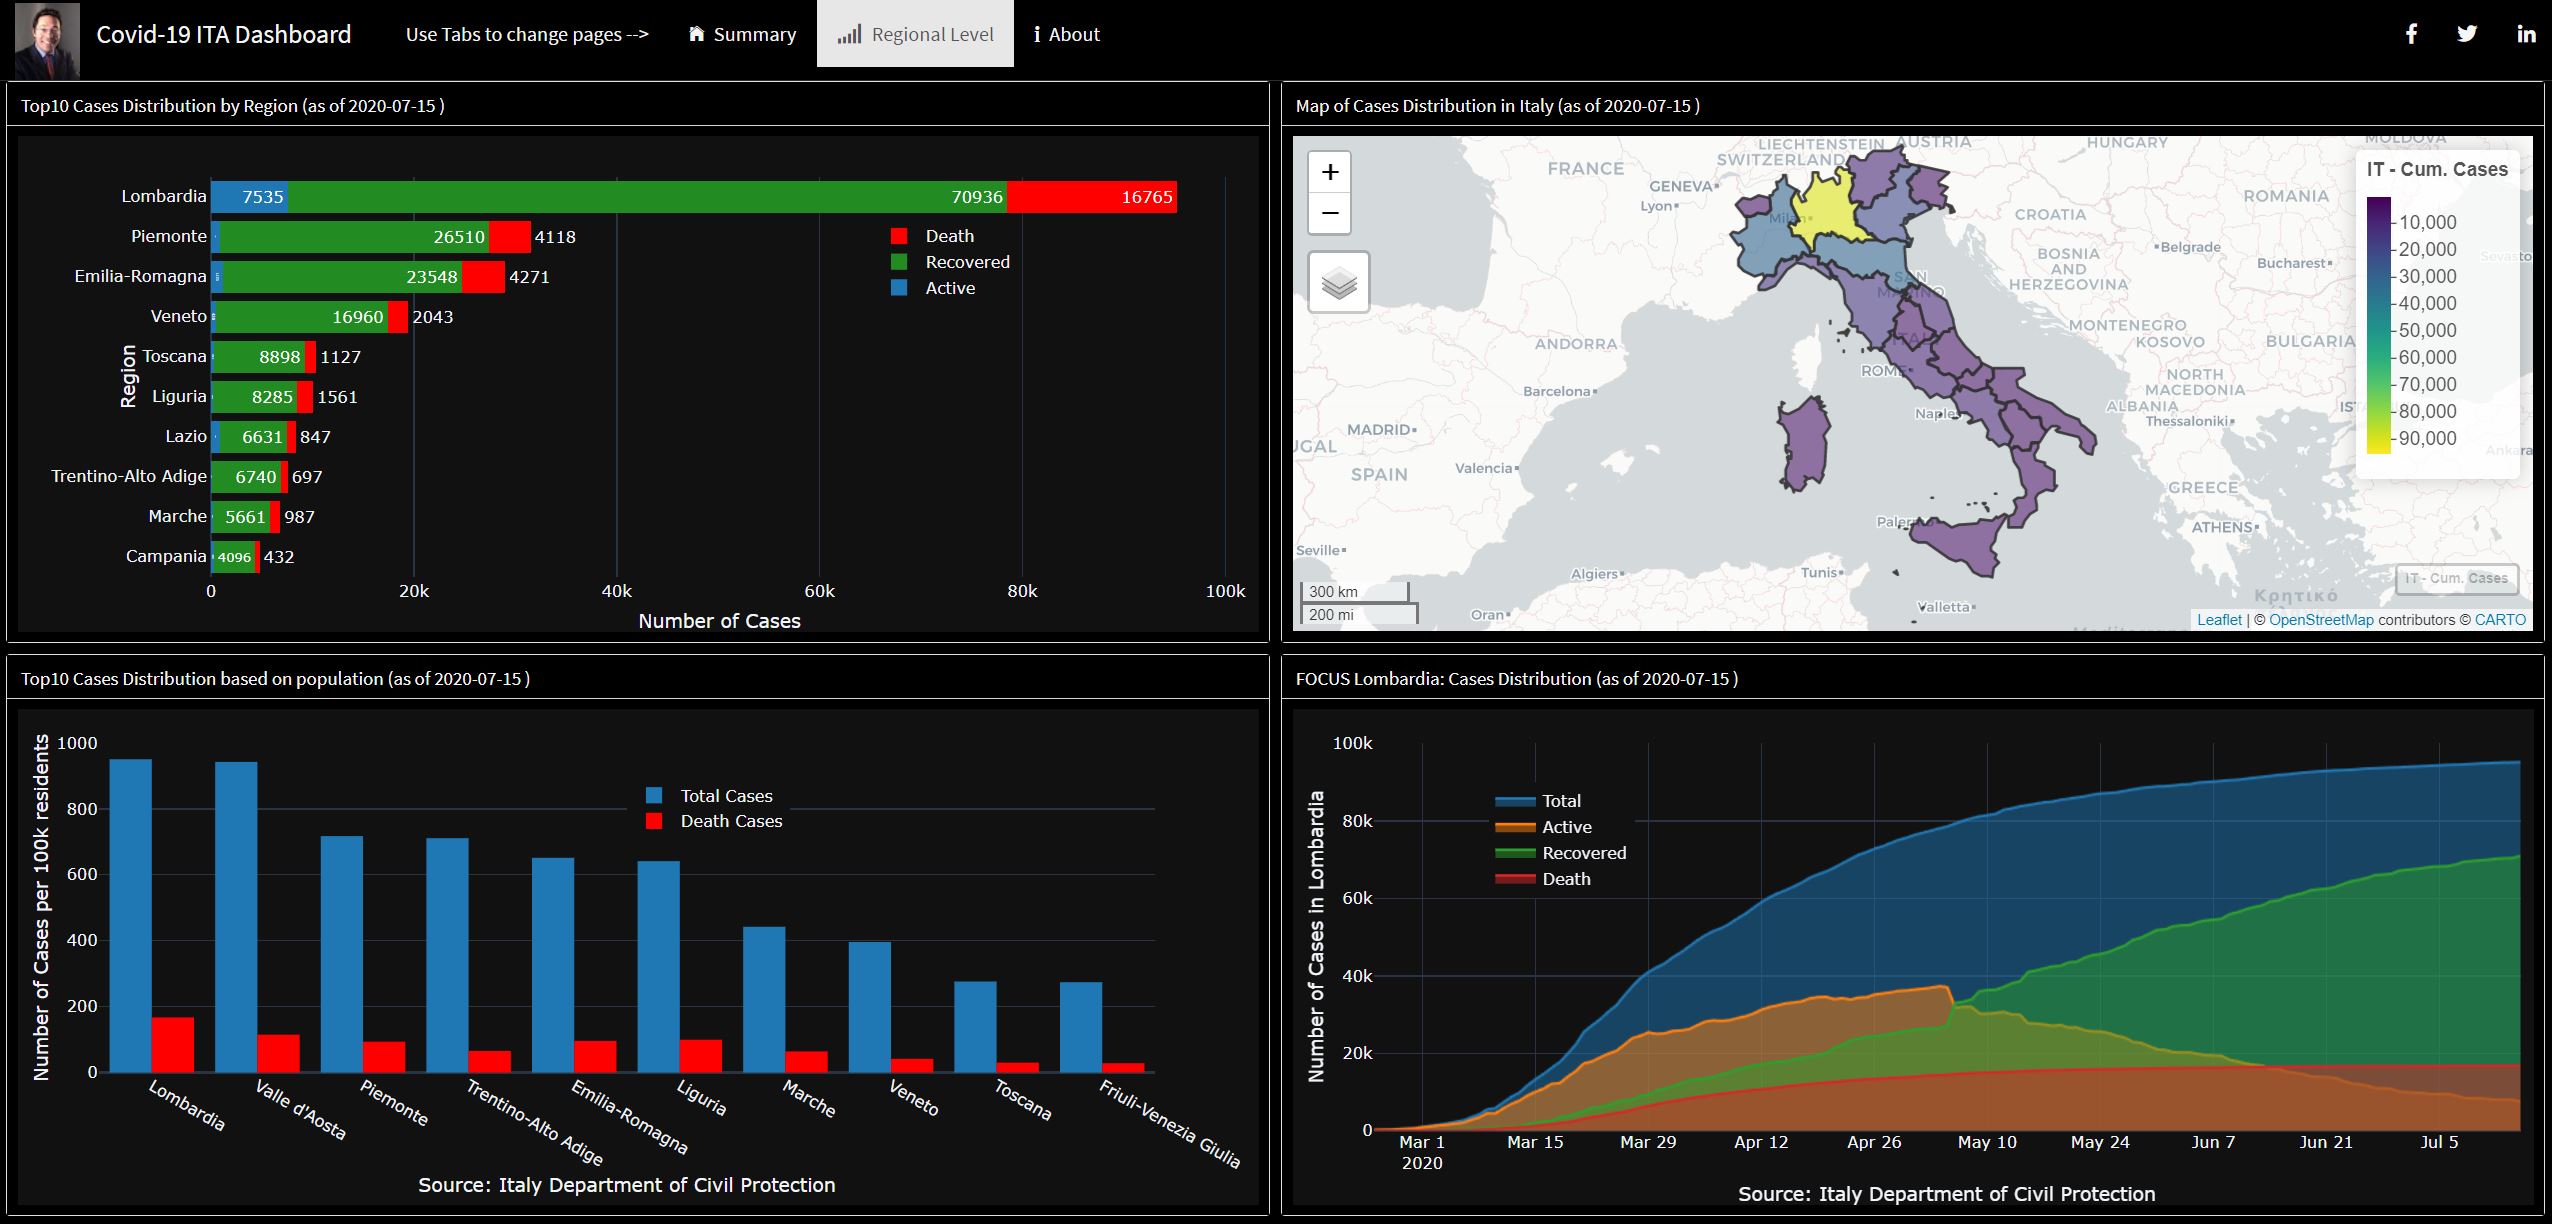 Covid-19 ITA Dashboard
Use Tabs to change pages -->
Summary
Regional Level
About
Top10 Cases Distribution by Region (as of 2020-07-15 )
Lombardia 7535 70936 16765
Piemonte 26510 4118
Emilia-Romagna 23548 4271
Veneto 16960 2043
Toscana 8898 1127
Liguria 8285 1561
Lazio 6631 847
Trentino-Alto Adige 6740 697
Marche 5661 987
Campania 4096 432
Region
Death
Recovered
Active
0 20k 40k 60k 80k 100k
Number of Cases
Map of Cases Distribution in Italy (as of 2020-07-15 )
+
−
LIECHTENSTEIN
AUSTRIA
HUNGARY
MOLDOVA
SWITZERLAND
FRANCE
GENEVA
Lyon
Milan
ROMANIA
CROATIA
BOSNIA
AND
HERZEGOVINA
Belgrade
Bucharest
SAN
MARINO
MONTENEGRO
KOSOVO
BULGARIA
ANDORRA
ITAL
ROME
NORTH
MACEDONIA
Barcelona
ALBANIA
Naples
Thessaloniki
MADRID
UGAL
SPAIN
Valencia
GREECE
Palermo
ATHENS
Seville
Algiers
Tunis
Oran
Valletta
Κρητικό
Sevasto
IST
Ankara
IT - Cum. Cases
10,000
20,000
30,000
40,000
50,000
60,000
70,000
80,000
90,000
IT - Cum. Cases
300 km
200 mi
Leaflet | © OpenStreetMap contributors © CARTO
Top10 Cases Distribution based on population (as of 2020-07-15 )
Number of Cases per 100k residents
1000
800
600
400
200
0
Total Cases
Death Cases
Lombardia
Valle d'Aosta
Piemonte
Trentino-Alto Adige
Emilia-Romagna
Liguria
Marche
Veneto
Toscana
Friuli-Venezia Giulia
Source: Italy Department of Civil Protection
FOCUS Lombardia: Cases Distribution (as of 2020-07-15 )
Number of Cases in Lombardia
100k
80k
60k
40k
20k
0
Total
Active
Recovered
Death
Mar 1 Mar 15 Mar 29 Apr 12 Apr 26 May 10 May 24 Jun 7 Jun 21 Jul 5
2020
Source: Italy Department of Civil Protection